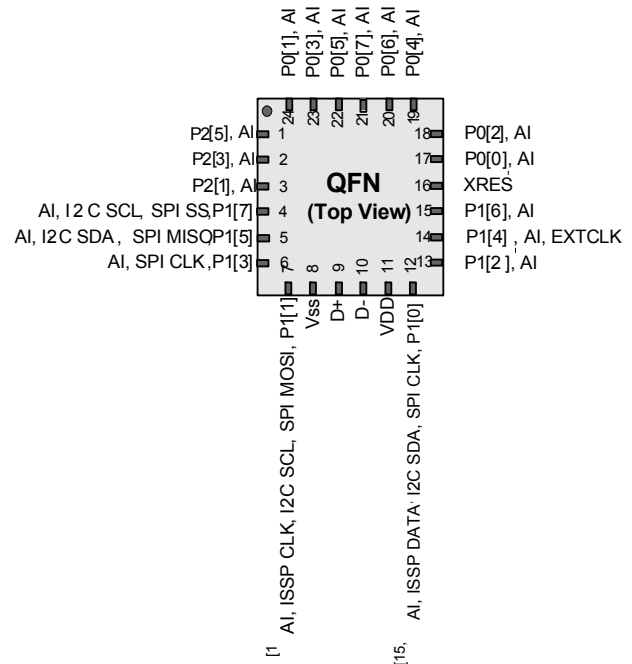 P0[1], AI
P0[3], AI
P0[5], AI
P0[7], AI
P0[6], AI
P0[4], AI
24
23
22
21
20
19
P2[5], AI 1
P2[3], AI 2
P2[1], AI 3
AI, I2 C SCL, SPI SS,P1[7] 4
AI, I2C SDA , SPI MISO,P1[5] 5
AI, SPI CLK,P1[3] 6
QFN
(Top View)
18 P0[2], AI
17 P0[0], AI
16 XRES
15 P1[6], AI
14 P1[4] , AI, EXTCLK
13 P1[2], AI
7
8
9
10
11
12
AI, ISSP CLK, I2C SCL, SPI MOSI, P1[1]
Vss
D+
D-
VDD
AI, ISSP DATA, I2C SDA, SPI CLK, P1[0]
[1
[15,